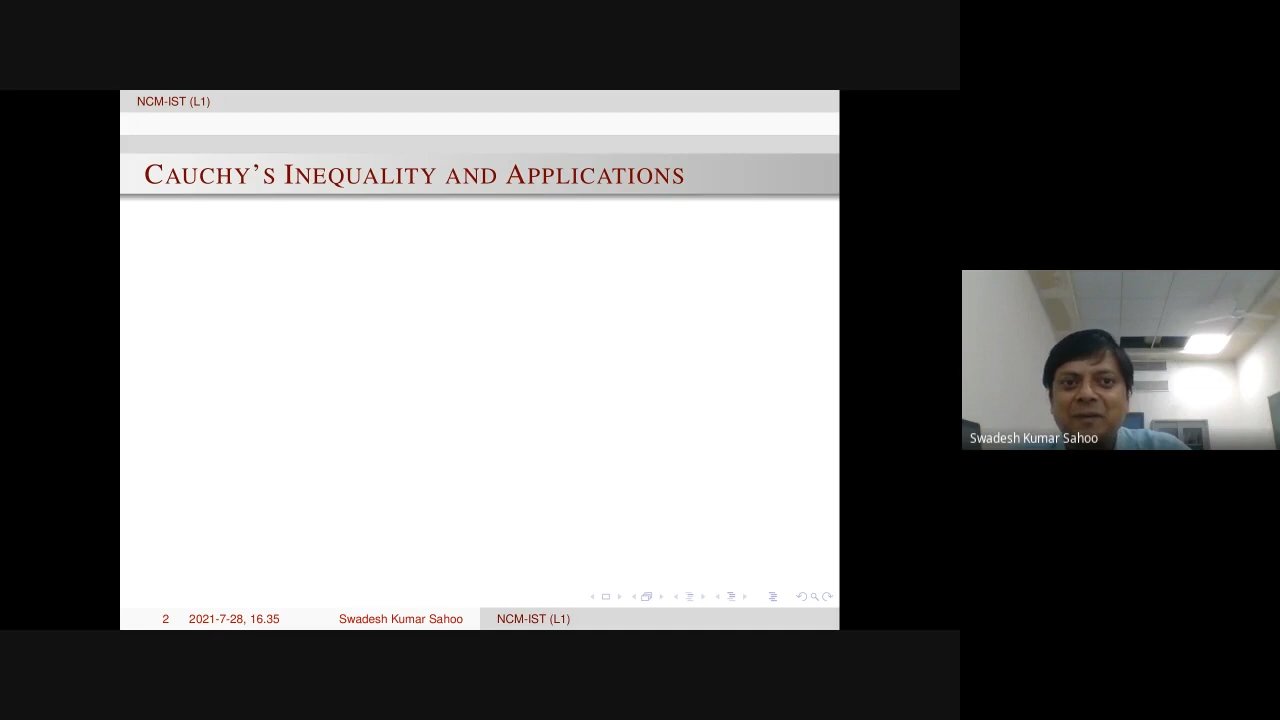 NCM-IST (L1)
CAUCHY'S INEQUALITY AND APPLICATIONS
Swadesh Kumar Sahoo
2 2021-7-28, 16.35 Swadesh Kumar Sahoo NCM-IST (L1)